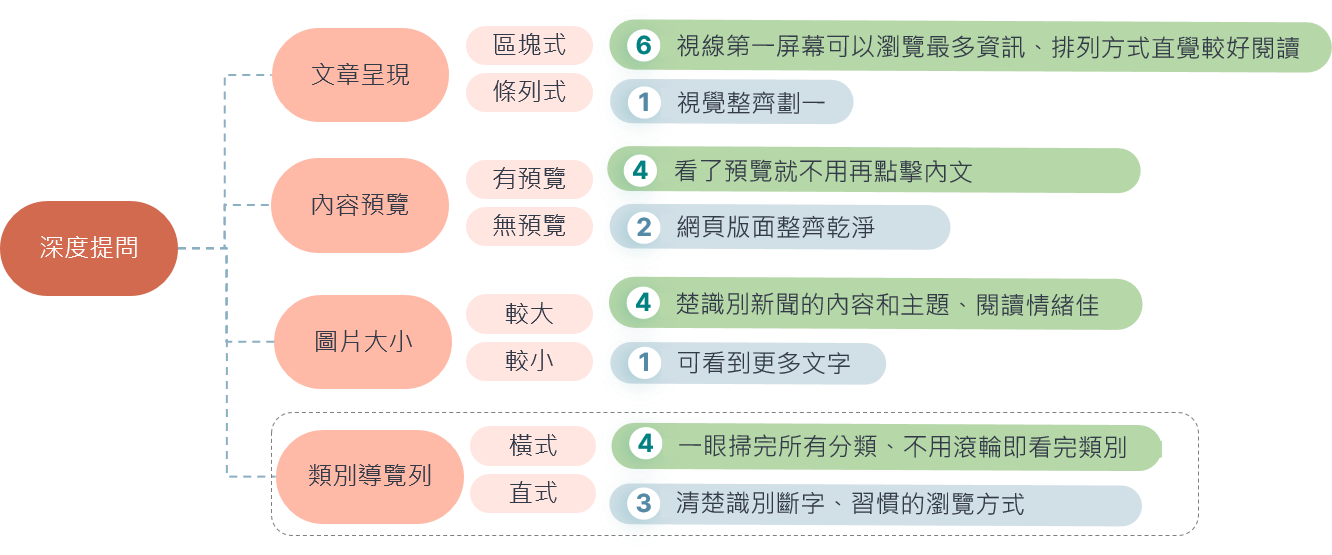 深度提問
文章呈現
區塊式
6 視線第一屏幕可以瀏覽最多資訊、排列方式直覺較好閱讀
條列式
1 視覺整齊劃一
內容預覽
有預覽
4 看了預覽就不用再點擊內文
無預覽
2 網頁版面整齊乾淨
圖片大小
較大
4 楚識別新聞的內容和主題、閱讀情緒佳
較小
1 可看到更多文字
類別導覽列
橫式
4 一眼掃完所有分類、不用滾輪即看完類別
直式
3 清楚識別斷字、習慣的瀏覽方式